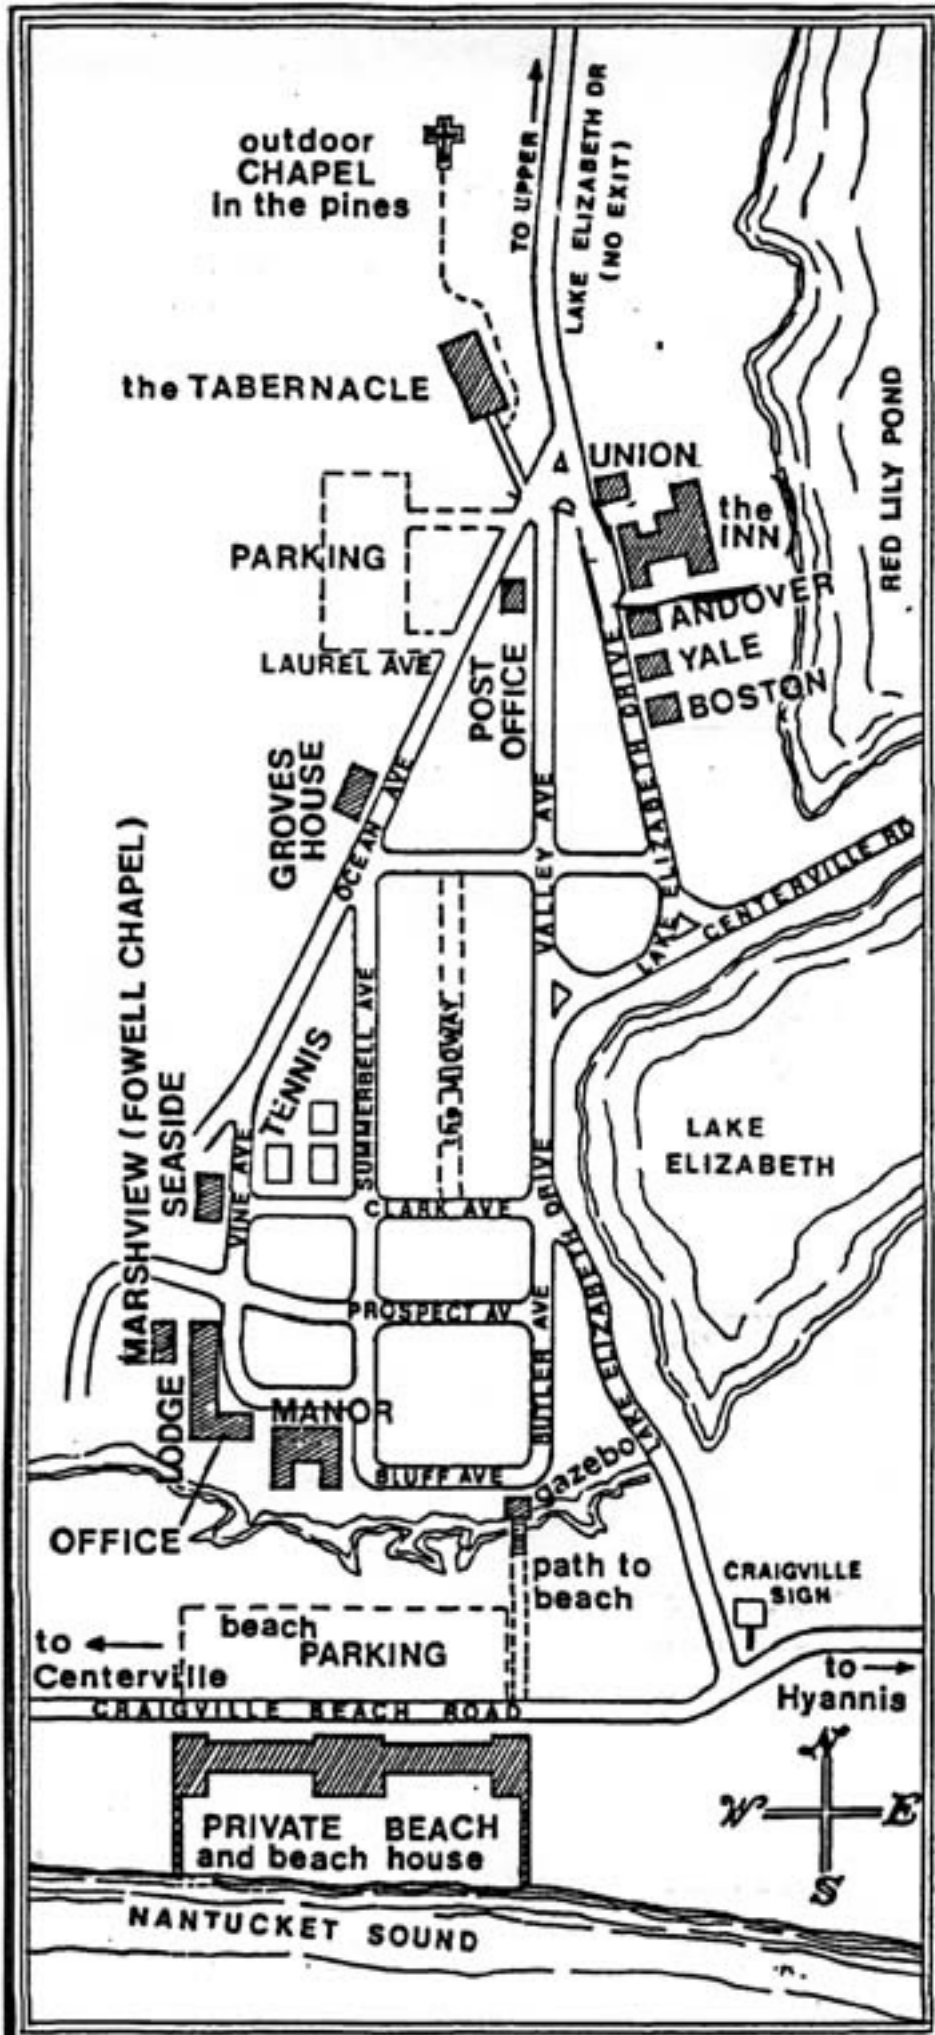 outdoor
CHAPEL
in the pines
TO UPPER
LAKE ELIZABETH DR
(NO EXIT)
the TABERNACLE
UNION
the
INN
RED LILY POND
PARKING
ANDOVER
YALE
BOSTON
LAUREL AVE
POST
OFFICE
GROVES
HOUSE
OCEAN AVE
VALLEY AVE
LAKE ELIZABETH DRIVE
CENTERVILLE RD
MARSHVIEW (FOWELL CHAPEL)
SEASIDE
TENNIS
SUMMERBELL AVE
MIDWAY
LAKE
ELIZABETH
VINE AVE
CLARK AVE
PROSPECT AV
BUTLER AVE
LAKE ELIZABETH DRIVE
LODGE
MANOR
BLUFF AVE
gazebo
OFFICE
path to
beach
CRAIGVILLE
SIGH
beach
PARKING
to
Centerville
to
Hyannis
CRAIGVILLE BEACH ROAD
PRIVATE BEACH
and beach house
N
W E
S
NANTUCKET SOUND